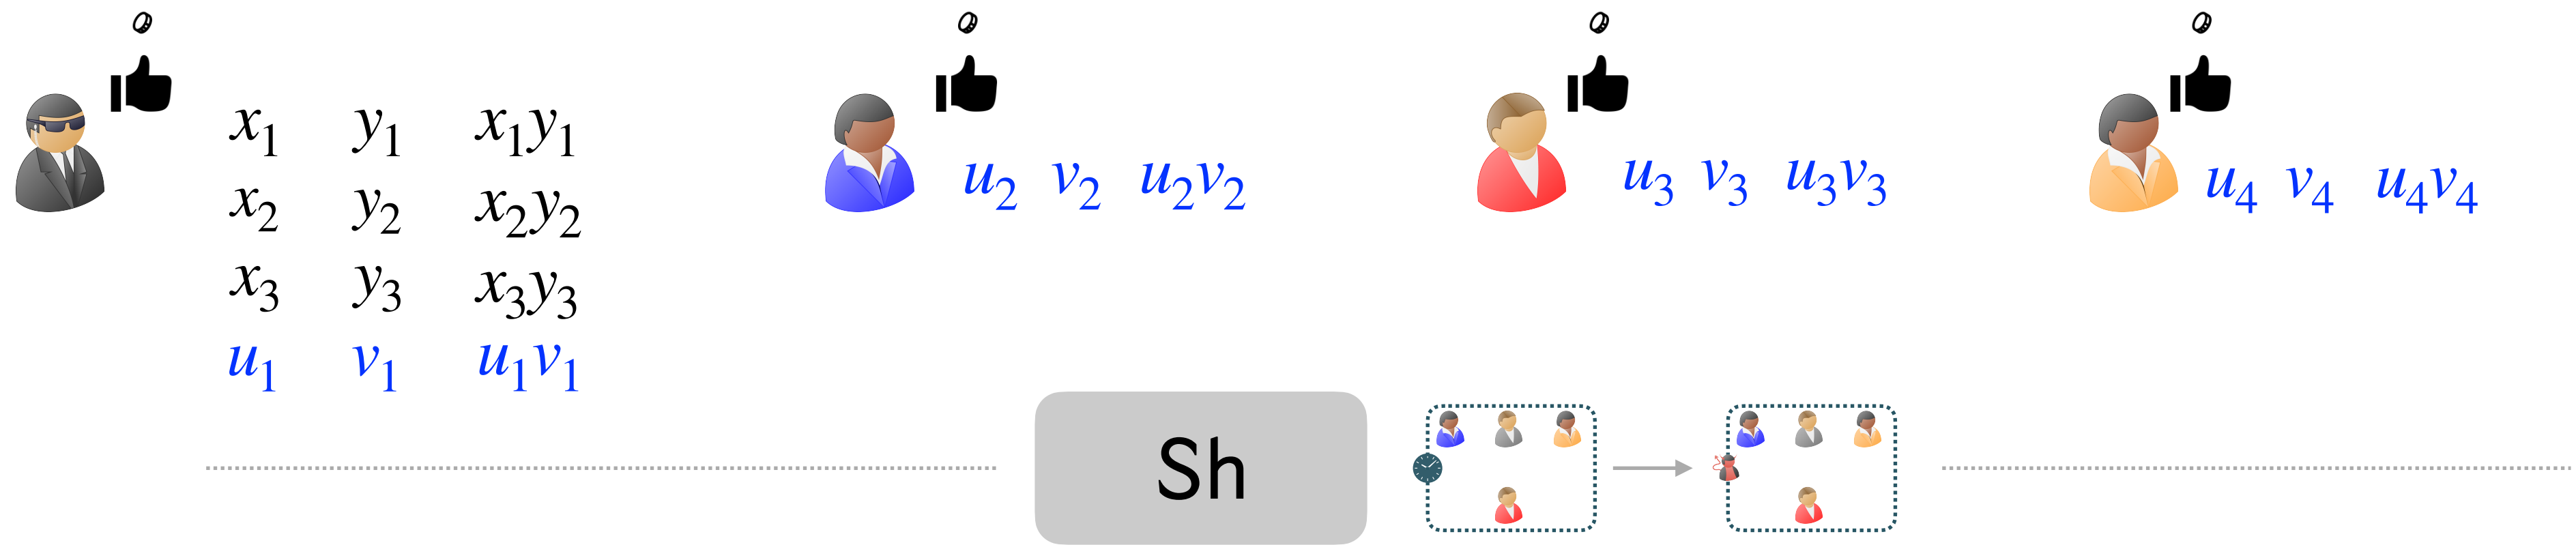 x₁ y₁ x₁y₁
x₂ y₂ x₂y₂
x₃ y₃ x₃y₃
u₁ v₁ u₁v₁
u₂ v₂ u₂v₂
u₃ v₃ u₃v₃
u₄ v₄ u₄v₄
Sh